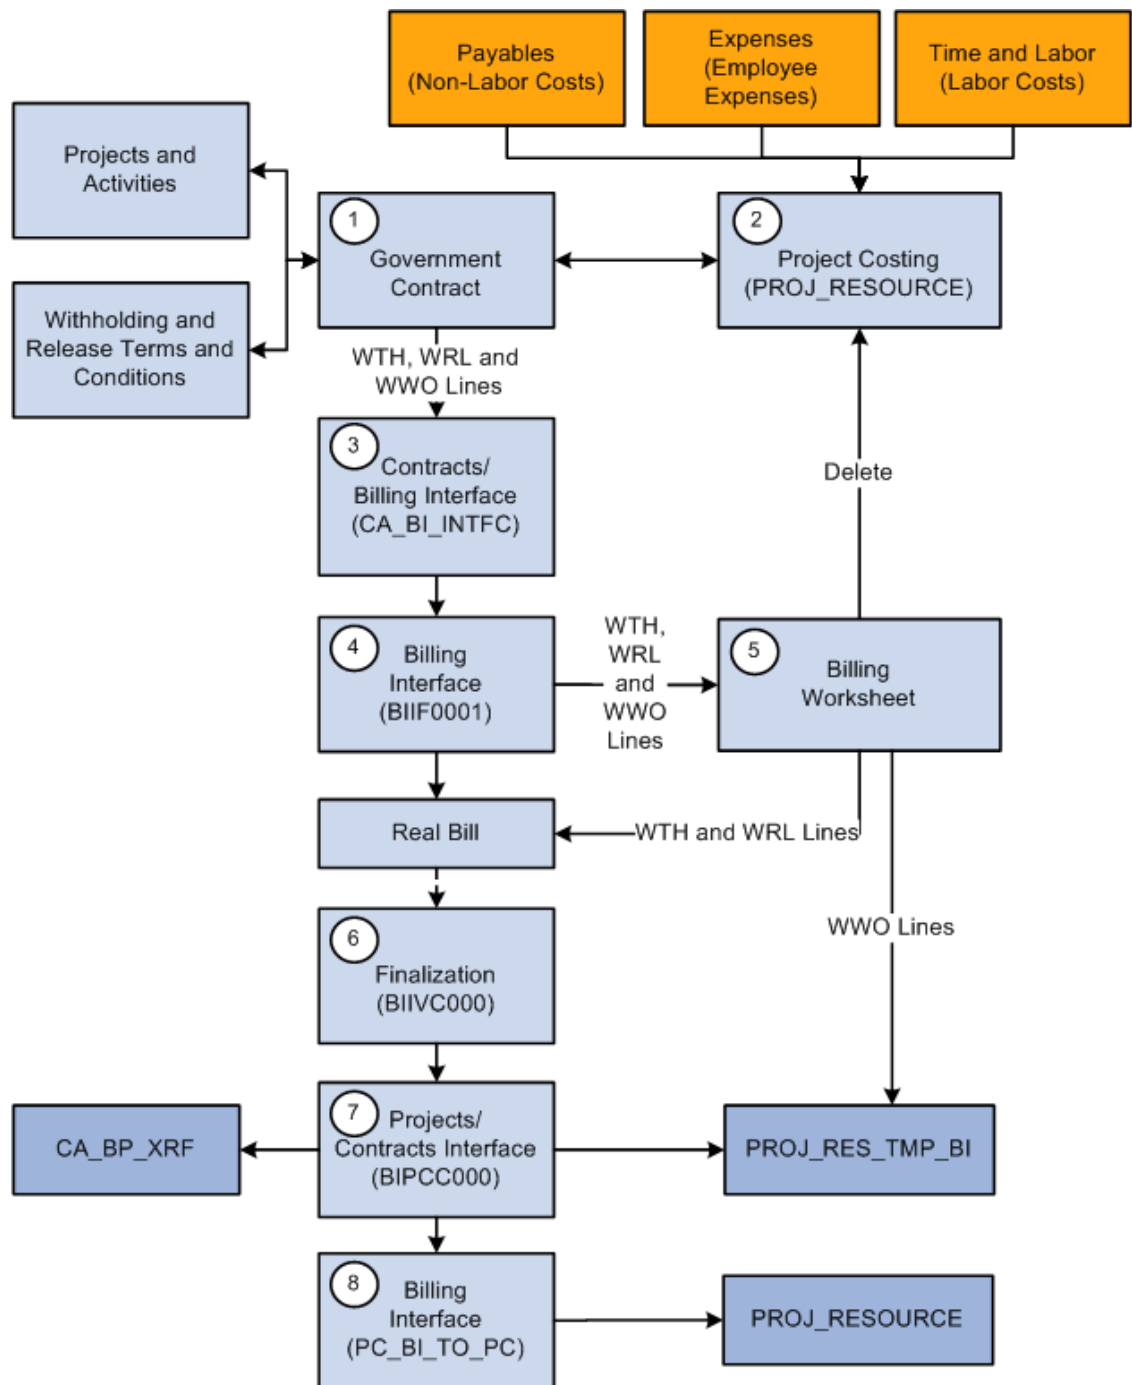 Payables
(Non-Labor Costs)
Expenses
(Employee
Expenses)
Time and Labor
(Labor Costs)
Projects and
Activities
1
Government
Contract
2
Project Costing
(PROJ_RESOURCE)
Withholding and
Release Terms and
Conditions
WTH, WRL and
WWO Lines
3
Contracts/
Billing Interface
(CA_BI_INTFC)
Delete
4
Billing
Interface
(BIIF0001)
WTH,
WRL
and
WWO
Lines
5
Billing
Worksheet
Real Bill
WTH and WRL Lines
WWO Lines
6
Finalization
(BIIVC000)
7
Projects/
Contracts Interface
(BIPCC000)
CA_BP_XRF
PROJ_RES_TMP_BI
8
Billing
Interface
(PC_BI_TO_PC)
PROJ_RESOURCE